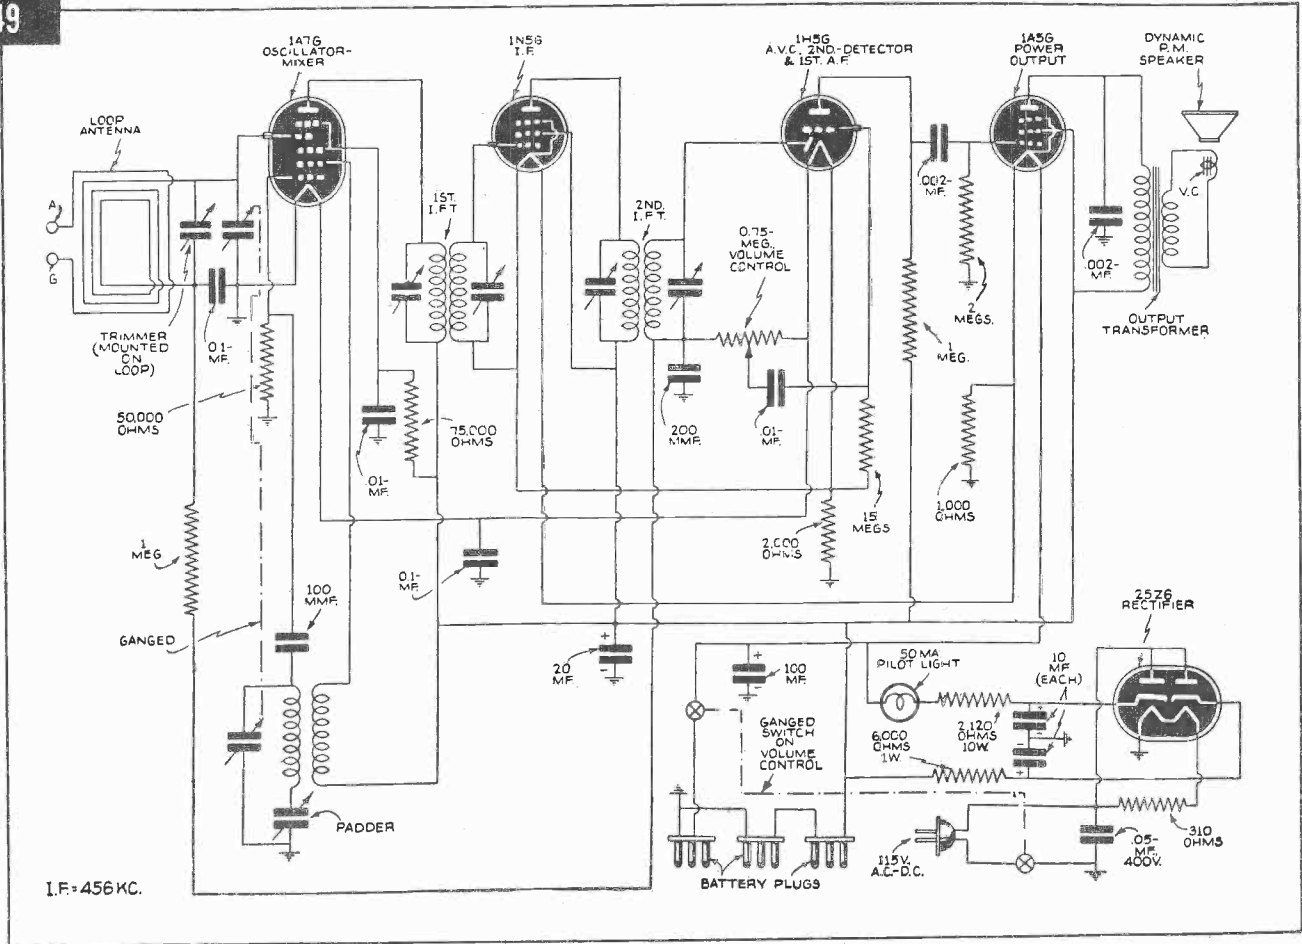 49
1A7G
OSCILLATOR-
MIXER
1N5G
I.F.
1H5G
A.V.C. 2ND.-DETECTOR
& 1ST. A.F.
1A5G
POWER
OUTPUT
DYNAMIC
P.M.
SPEAKER
LOOP
ANTENNA
A
G
TRIMMER
(MOUNTED
ON
LOOP)
0.1-
MF.
50,000
OHMS
1
MEG.
GANGED
100
MMF.
PADDER
I.F.=456 KC.
.01-
MF.
75,000
OHMS
1ST.
I.F.T.
0.1-
MF.
2ND.
I.F.T.
20
MF.
200
MMF.
0.75-
MEG.,
VOLUME
CONTROL
.01-
MF.
15
MEGS
2,000
OHMS
.002-
MF.
2
MEGS.
1
MEG.
1,000
OHMS
.002-
MF.
V.C.
OUTPUT
TRANSFORMER
100
MF.
50 MA.
PILOT LIGHT
GANGED
SWITCH
ON
VOLUME
CONTROL
6,000
OHMS
1W.
2,120
OHMS
10W.
10
MF.
(EACH)
25Z6
RECTIFIER
310
OHMS
.05-
MF.,
400V.
115V.,
A.C.-D.C.
BATTERY PLUGS